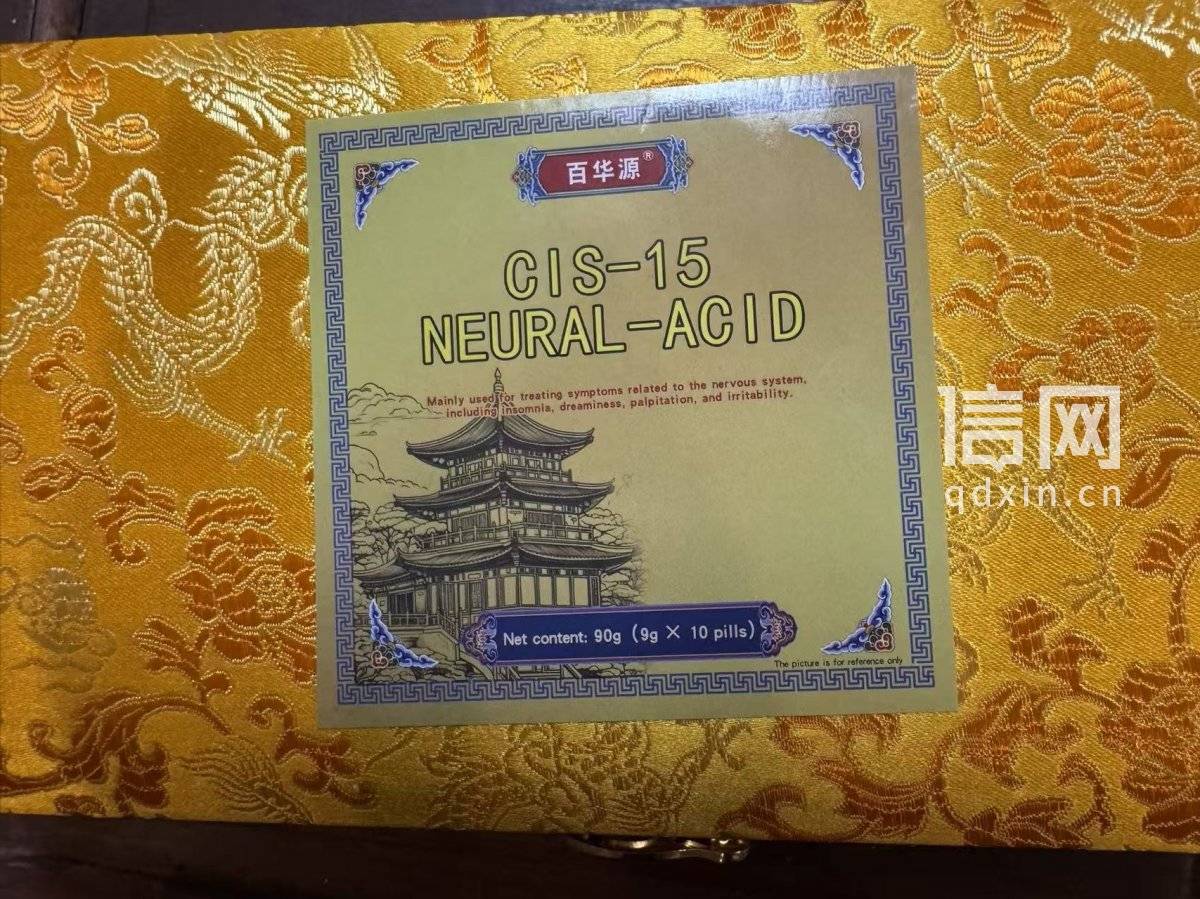 百华源®
CIS-15
NEURAL-ACID
Mainly used for treating symptoms related to the nervous system,
including insomnia, dreaminess, palpitation, and irritability.
信网
qdxin.cn
Net content: 90g (9g × 10 pills)
The picture is for reference only